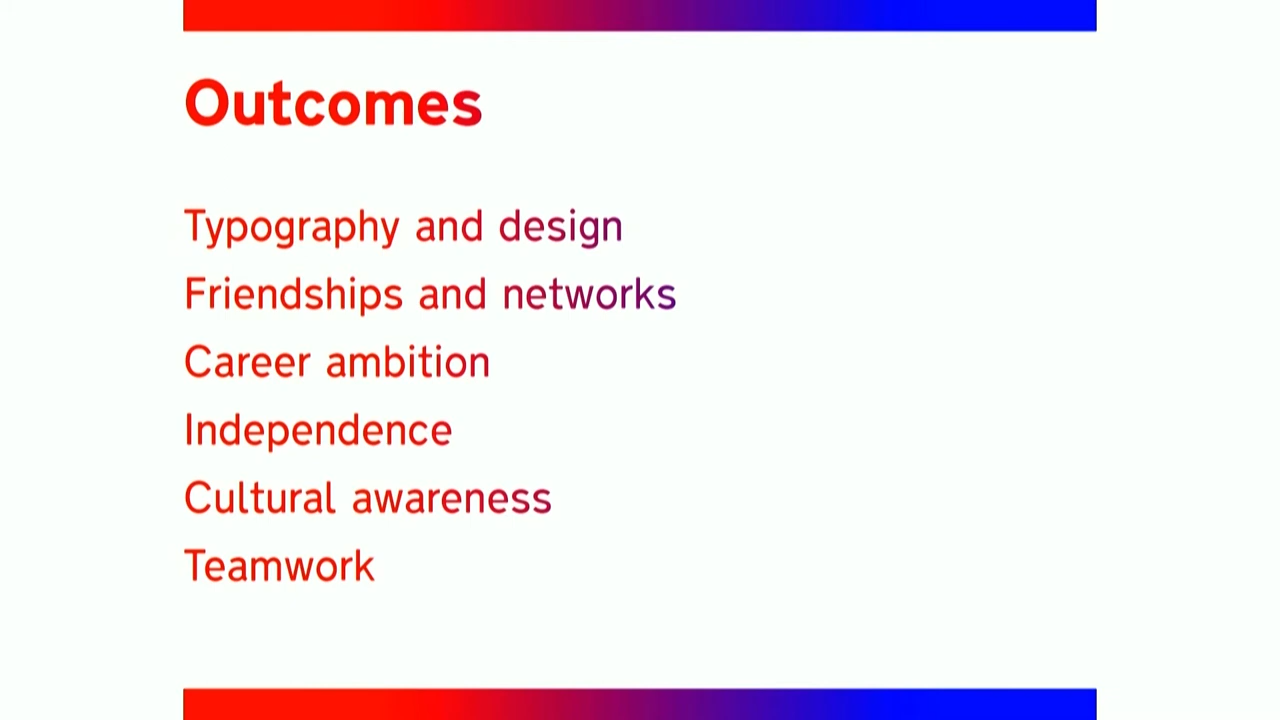 Outcomes
Typography and design
Friendships and networks
Career ambition
Independence
Cultural awareness
Teamwork